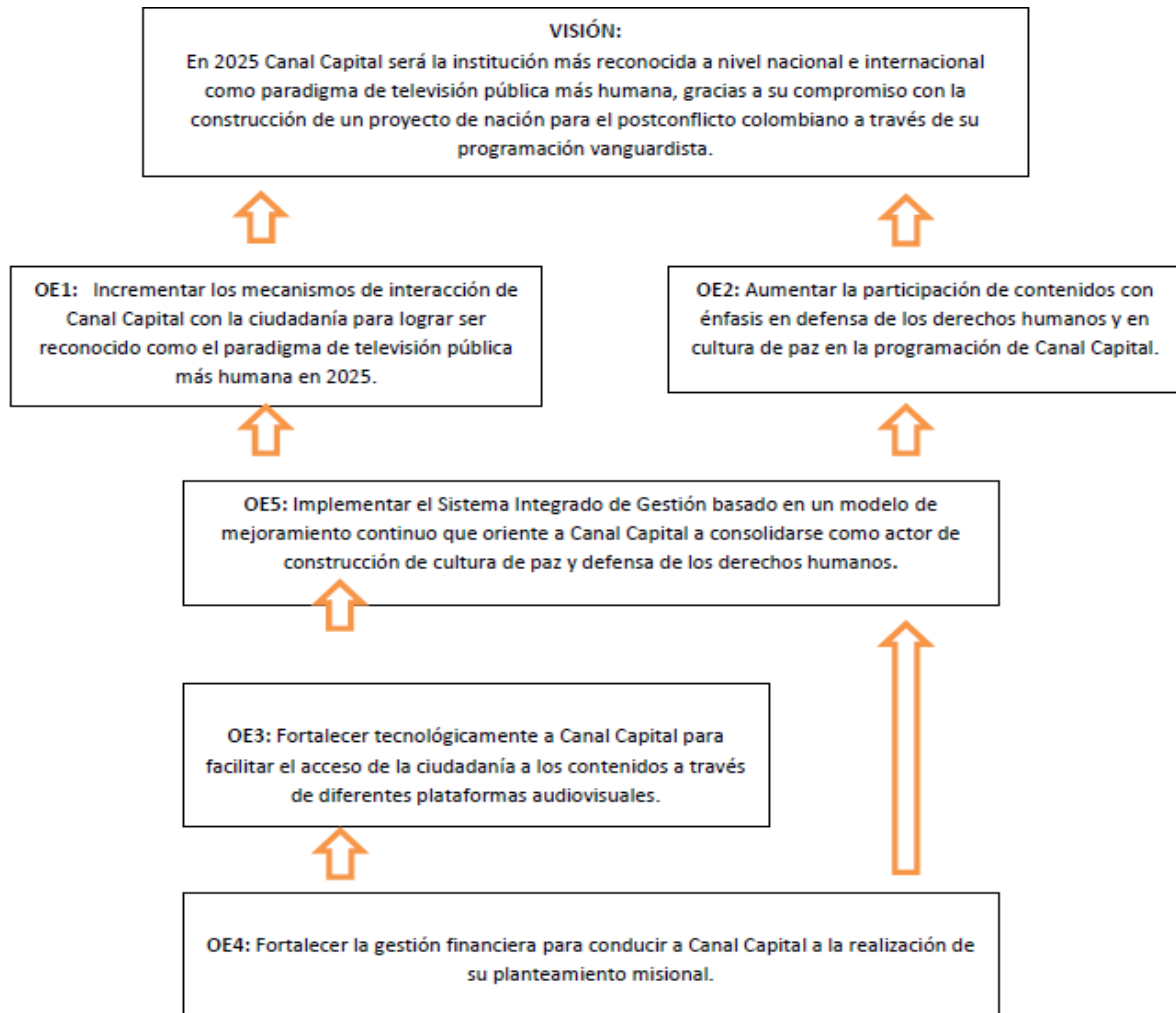 VISIÓN:
En 2025 Canal Capital será la institución más reconocida a nivel nacional e internacional
como paradigma de televisión pública más humana, gracias a su compromiso con la
construcción de un proyecto de nación para el postconflicto colombiano a través de su
programación vanguardista.
OE1: Incrementar los mecanismos de interacción de
Canal Capital con la ciudadanía para lograr ser
reconocido como el paradigma de televisión pública
más humana en 2025.
OE2: Aumentar la participación de contenidos con
énfasis en defensa de los derechos humanos y en
cultura de paz en la programación de Canal Capital.
OE5: Implementar el Sistema Integrado de Gestión basado en un modelo de
mejoramiento continuo que oriente a Canal Capital a consolidarse como actor de
construcción de cultura de paz y defensa de los derechos humanos.
OE3: Fortalecer tecnológicamente a Canal Capital para
facilitar el acceso de la ciudadanía a los contenidos a través
de diferentes plataformas audiovisuales.
OE4: Fortalecer la gestión financiera para conducir a Canal Capital a la realización de
su planteamiento misional.